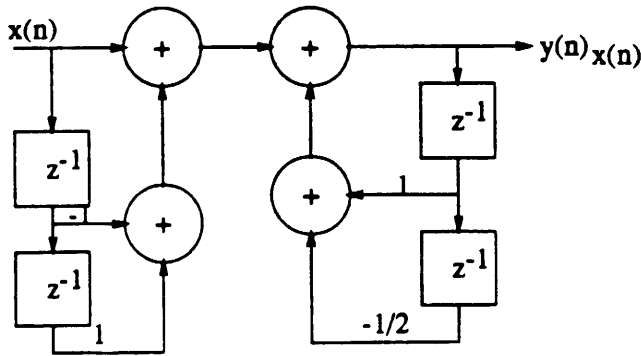 x(n)
+
+
y(n) x(n)
z-1
z-1
-
+
+
1
z-1
z-1
1
-1/2